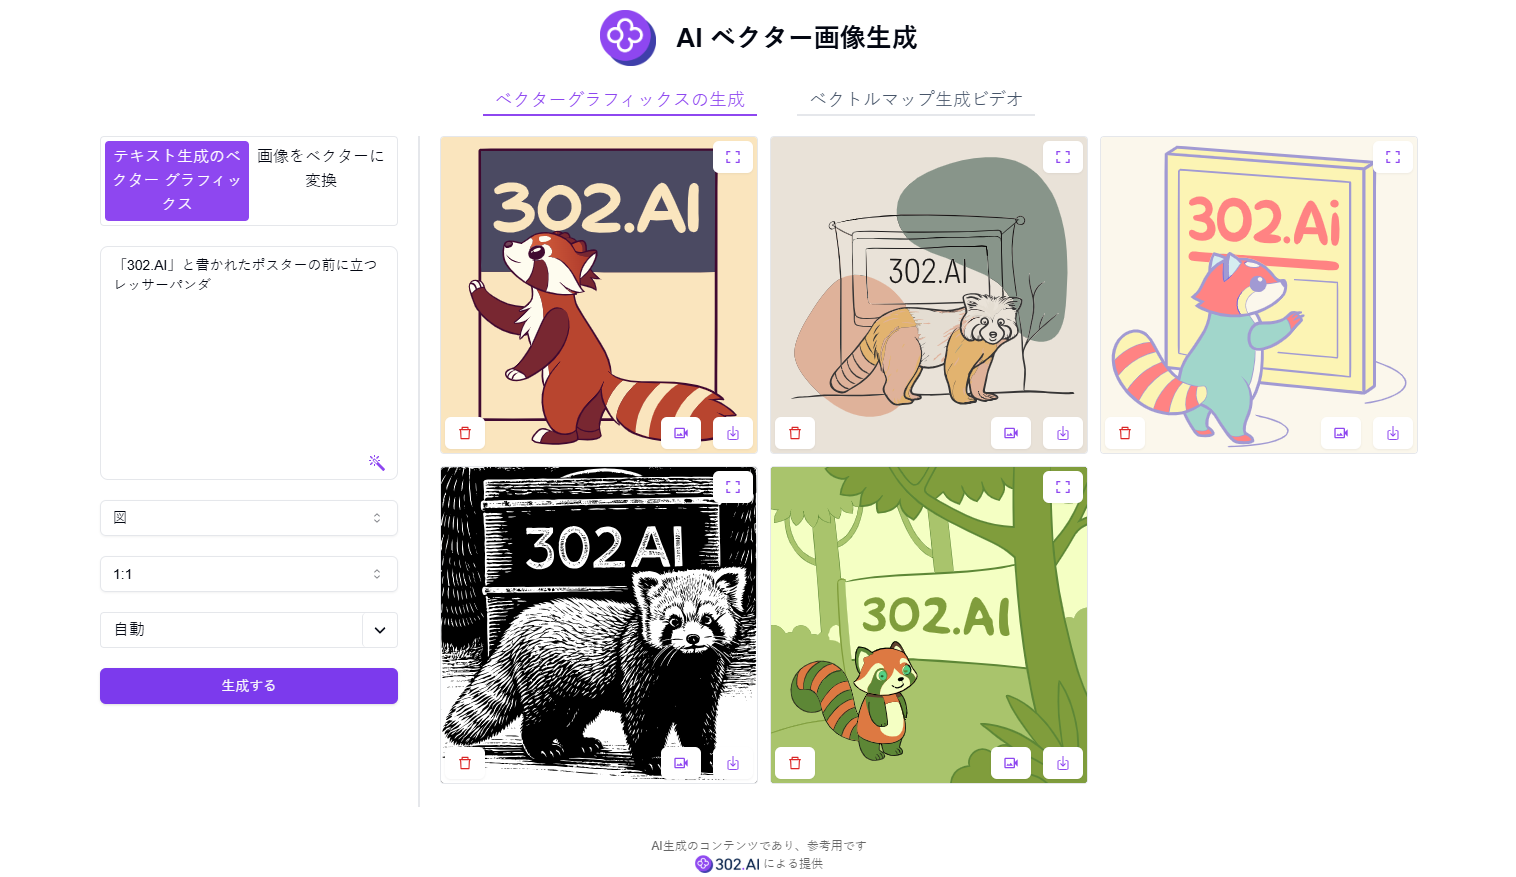 AI ベクター画像生成
ベクターグラフィックスの生成
ベクトルマップ生成ビデオ
テキスト生成のベ
クター グラフィッ
クス
画像をベクターに
変換
「302.AI」と書かれたポスターの前に立つ
レッサーパンダ
図
1:1
自動
生成する
302.AI
302.AI
302.Ai
302AI
302.AI
AI生成のコンテンツであり、参考用です
302.AI による提供